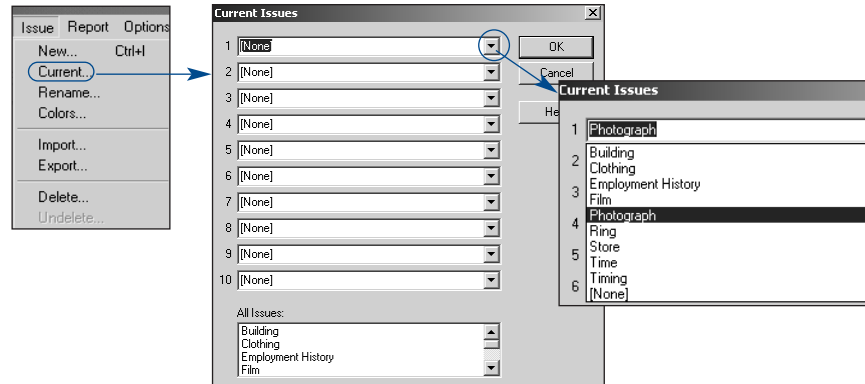 Issue Report Options
New... Ctrl+I
Current...
Rename...
Colors...
Import...
Export...
Delete...
Undelete...
Current Issues
1 [None]
2 [None]
3 [None]
4 [None]
5 [None]
6 [None]
7 [None]
8 [None]
9 [None]
10 [None]
All Issues:
Building
Clothing
Employment History
Film
OK
Cancel
He
Current Issues
1 Photograph
2 Building
Clothing
3 Employment History
Film
4 Photograph
Ring
5 Store
Time
6 Timing
[None]